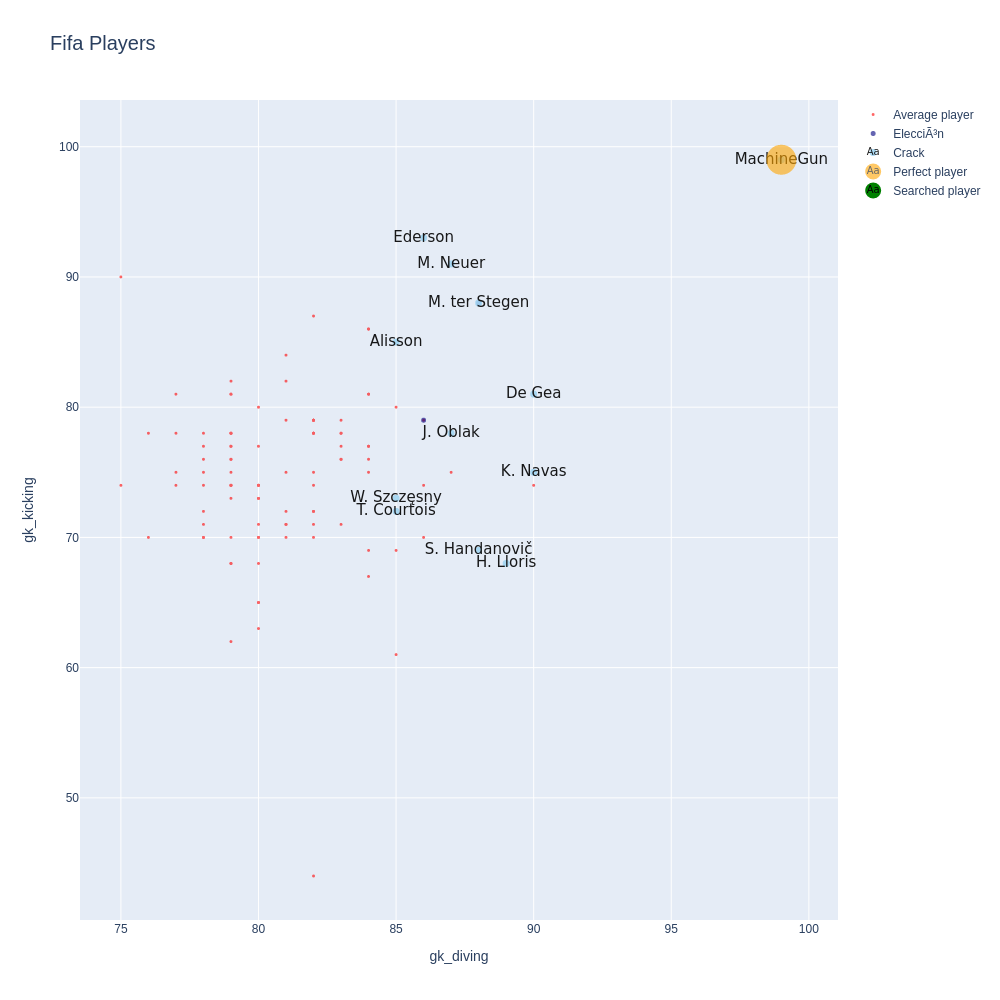 Fifa Players
Average player
ElecciÃ³n
Aa Crack
Aa Perfect player
Aa Searched player
MachineGun
Ederson
M. Neuer
M. ter Stegen
Alisson
De Gea
J. Oblak
K. Navas
W. Szczęsny
T. Courtois
S. Handanovič
H. Lloris
100
90
80
70
60
50
gk_kicking
75 80 85 90 95 100
gk_diving